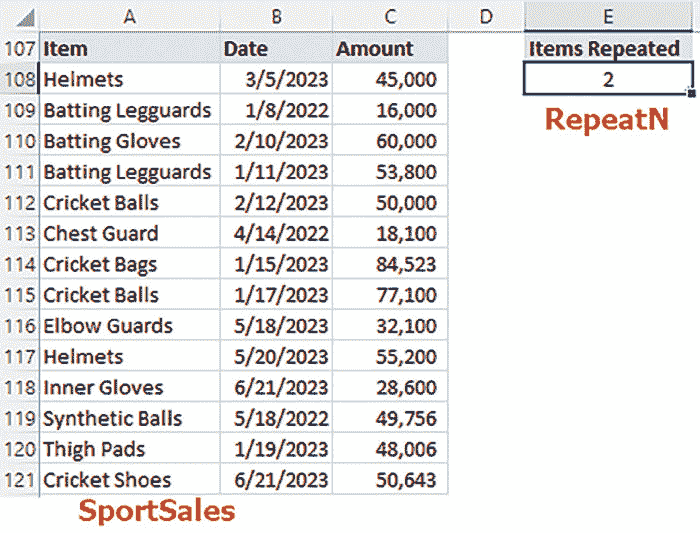 A B C D E
107 Item Date Amount Items Repeated
108 Helmets 3/5/2023 45,000 2
109 Batting Legguards 1/8/2022 16,000 RepeatN
110 Batting Gloves 2/10/2023 60,000
111 Batting Legguards 1/11/2023 53,800
112 Cricket Balls 2/12/2023 50,000
113 Chest Guard 4/14/2022 18,100
114 Cricket Bags 1/15/2023 84,523
115 Cricket Balls 1/17/2023 77,100
116 Elbow Guards 5/18/2023 32,100
117 Helmets 5/20/2023 55,200
118 Inner Gloves 6/21/2023 28,600
119 Synthetic Balls 5/18/2022 49,756
120 Thigh Pads 1/19/2023 48,006
121 Cricket Shoes 6/21/2023 50,643
SportSales